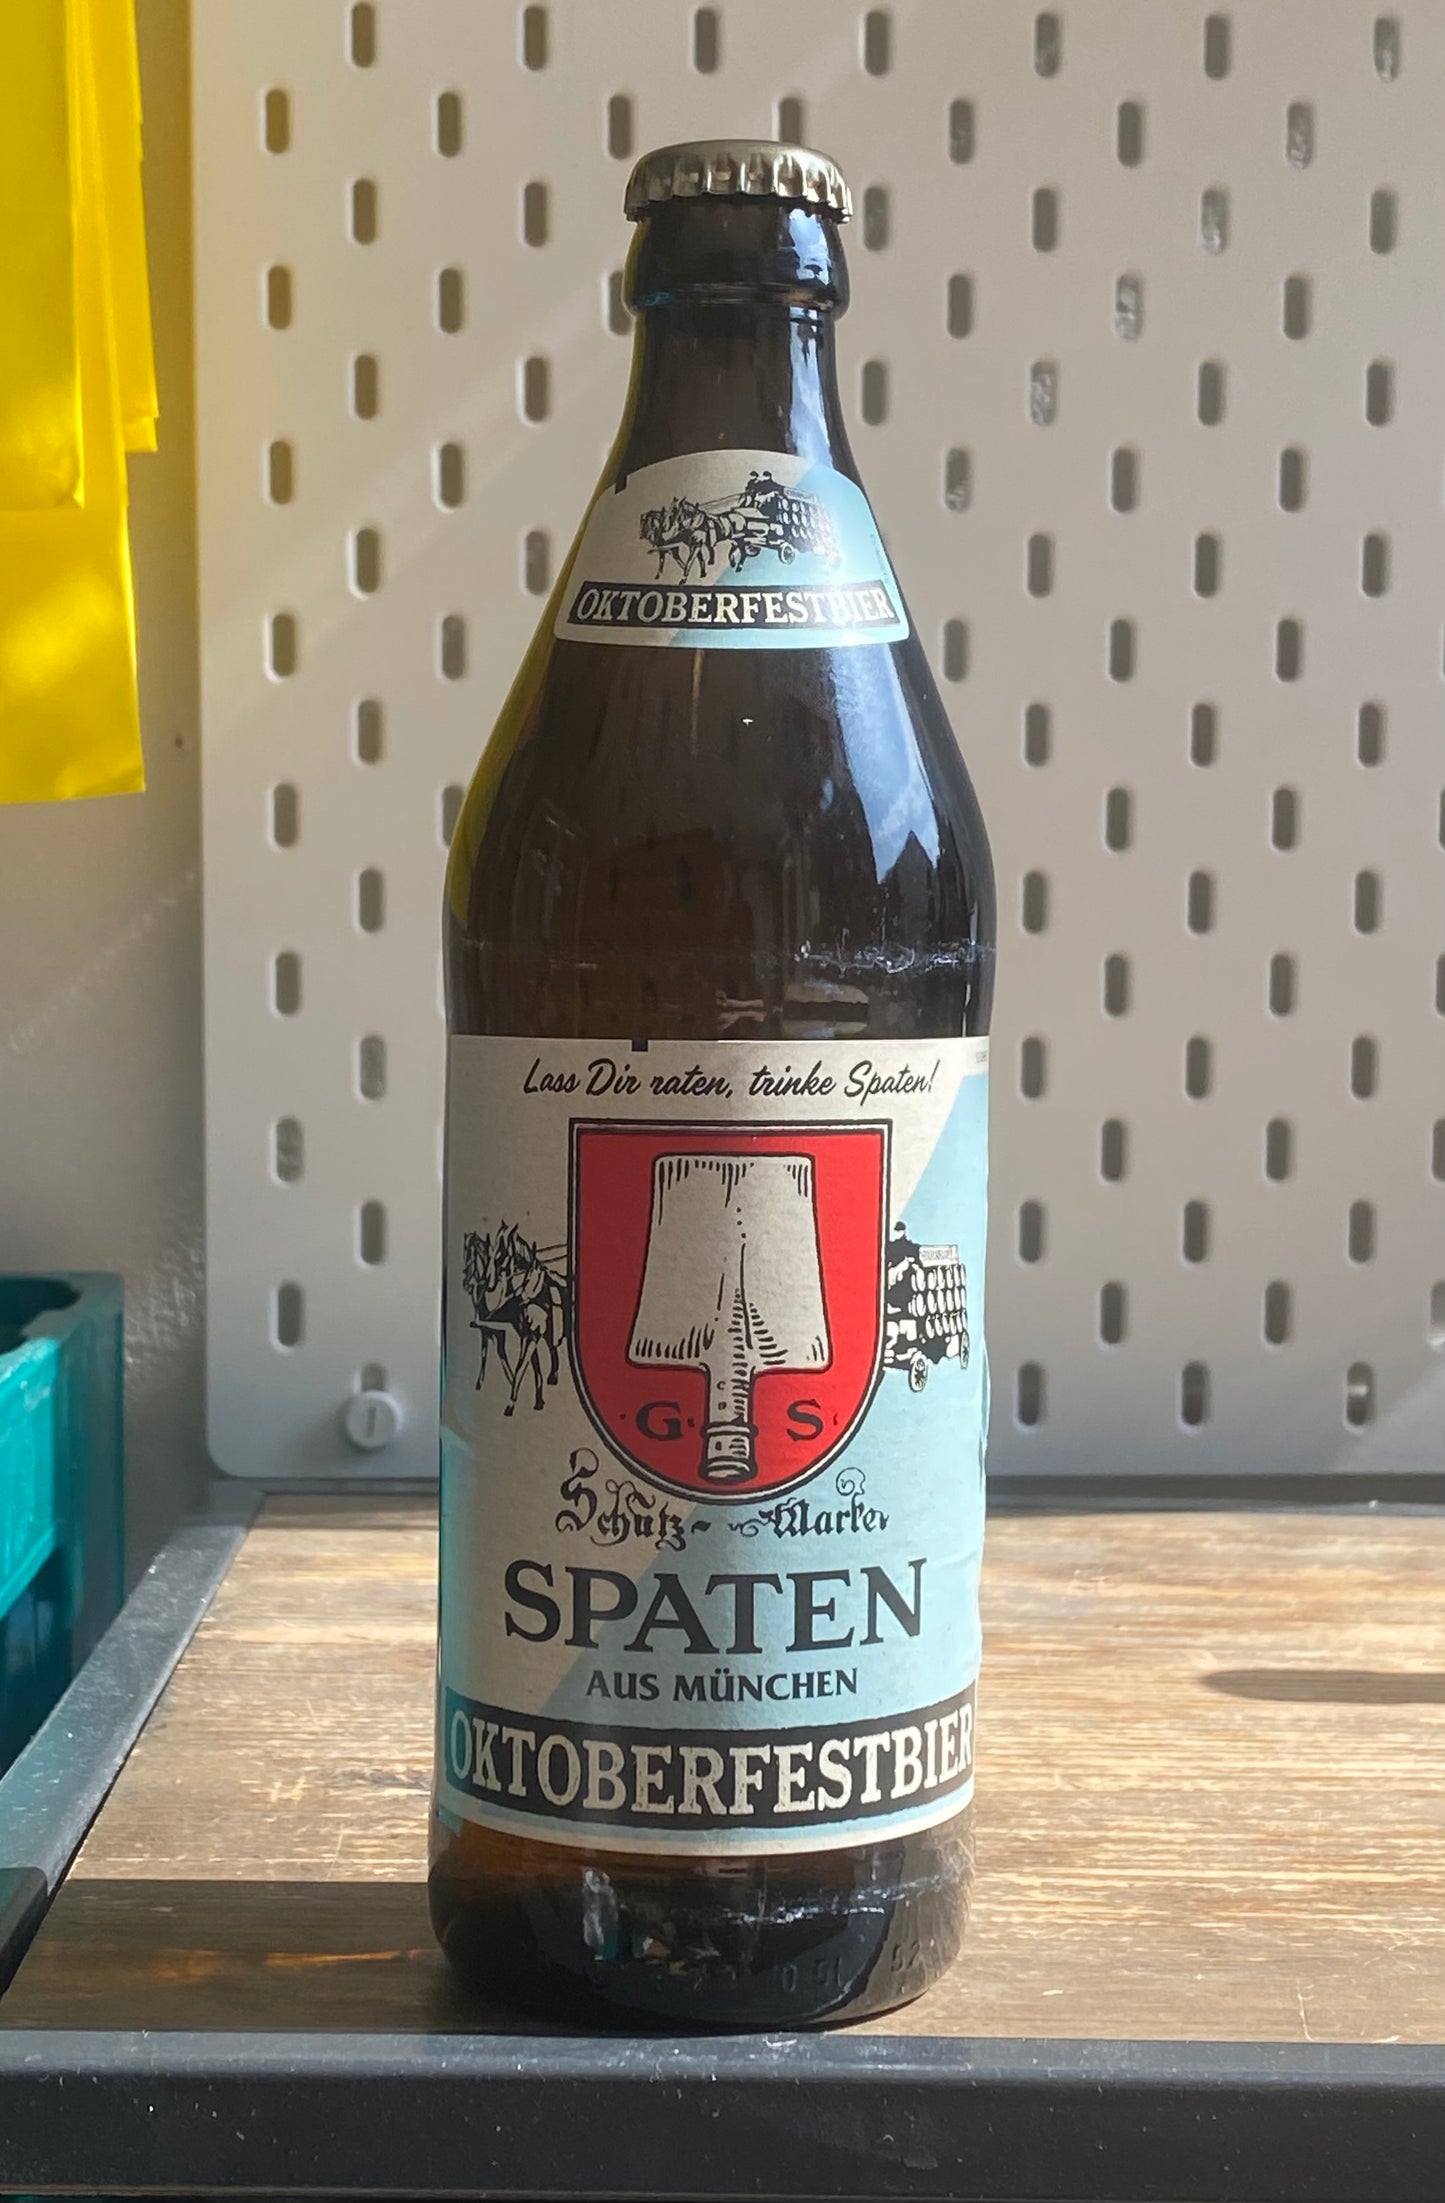 OKTOBERFESTBIER
Lass Dir raten, trinke Spaten!
G S
Schutz-Marke
SPATEN
AUS MÜNCHEN
OKTOBERFESTBIER